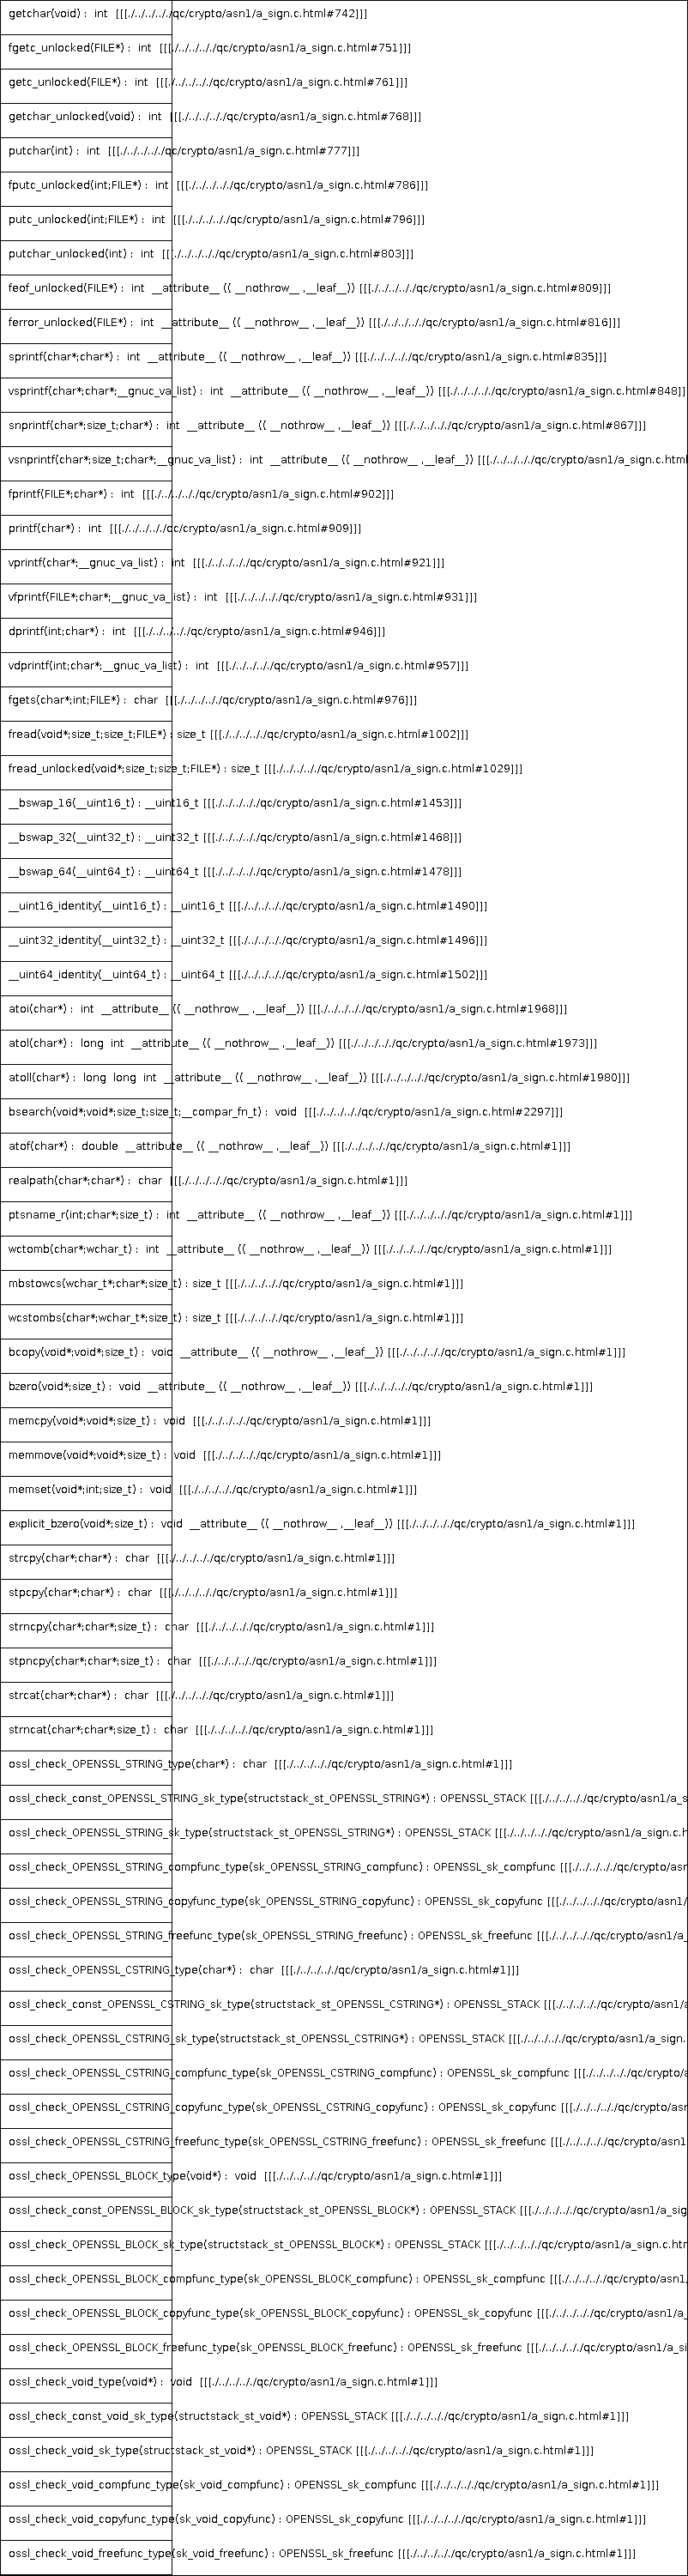 getchar(void) : int [[[./../../../qc/crypto/asn1/a_sign.c.html#742]]]
fgetc_unlocked(FILE*) : int [[[./../../../qc/crypto/asn1/a_sign.c.html#751]]]
getc_unlocked(FILE*) : int [[[./../../../qc/crypto/asn1/a_sign.c.html#761]]]
getchar_unlocked(void) : int [[[./../../../qc/crypto/asn1/a_sign.c.html#768]]]
putchar(int) : int [[[./../../../qc/crypto/asn1/a_sign.c.html#777]]]
fputc_unlocked(int;FILE*) : int [[[./../../../qc/crypto/asn1/a_sign.c.html#786]]]
putc_unlocked(int;FILE*) : int [[[./../../../qc/crypto/asn1/a_sign.c.html#796]]]
putchar_unlocked(int) : int [[[./../../../qc/crypto/asn1/a_sign.c.html#803]]]
feof_unlocked(FILE*) : int __attribute__ (( __nothrow__ ,__leaf__)) [[[./../../../qc/crypto/asn1/a_sign.c.html#809]]]
ferror_unlocked(FILE*) : int __attribute__ (( __nothrow__ ,__leaf__)) [[[./../../../qc/crypto/asn1/a_sign.c.html#816]]]
sprintf(char*;char*) : int __attribute__ (( __nothrow__ ,__leaf__)) [[[./../../../qc/crypto/asn1/a_sign.c.html#835]]]
vsprintf(char*;char*;__gnuc_va_list) : int __attribute__ (( __nothrow__ ,__leaf__)) [[[./../../../qc/crypto/asn1/a_sign.c.html#848]]]
snprintf(char*;size_t;char*) : int __attribute__ (( __nothrow__ ,__leaf__)) [[[./../../../qc/crypto/asn1/a_sign.c.html#867]]]
vsnprintf(char*;size_t;char*;__gnuc_va_list) : int __attribute__ (( __nothrow__ ,__leaf__)) [[[./../../../qc/crypto/asn1/a_sign.c.html
fprintf(FILE*;char*) : int [[[./../../../qc/crypto/asn1/a_sign.c.html#902]]]
printf(char*) : int [[[./../../../qc/crypto/asn1/a_sign.c.html#909]]]
vprintf(char*;__gnuc_va_list) : int [[[./../../../qc/crypto/asn1/a_sign.c.html#921]]]
vfprintf(FILE*;char*;__gnuc_va_list) : int [[[./../../../qc/crypto/asn1/a_sign.c.html#931]]]
dprintf(int;char*) : int [[[./../../../qc/crypto/asn1/a_sign.c.html#946]]]
vdprintf(int;char*;__gnuc_va_list) : int [[[./../../../qc/crypto/asn1/a_sign.c.html#957]]]
fgets(char*;int;FILE*) : char [[[./../../../qc/crypto/asn1/a_sign.c.html#976]]]
fread(void*;size_t;size_t;FILE*) : size_t [[[./../../../qc/crypto/asn1/a_sign.c.html#1002]]]
fread_unlocked(void*;size_t;size_t;FILE*) : size_t [[[./../../../qc/crypto/asn1/a_sign.c.html#1029]]]
__bswap_16(__uint16_t) : __uint16_t [[[./../../../qc/crypto/asn1/a_sign.c.html#1453]]]
__bswap_32(__uint32_t) : __uint32_t [[[./../../../qc/crypto/asn1/a_sign.c.html#1468]]]
__bswap_64(__uint64_t) : __uint64_t [[[./../../../qc/crypto/asn1/a_sign.c.html#1478]]]
__uint16_identity(__uint16_t) : __uint16_t [[[./../../../qc/crypto/asn1/a_sign.c.html#1490]]]
__uint32_identity(__uint32_t) : __uint32_t [[[./../../../qc/crypto/asn1/a_sign.c.html#1496]]]
__uint64_identity(__uint64_t) : __uint64_t [[[./../../../qc/crypto/asn1/a_sign.c.html#1502]]]
atoi(char*) : int __attribute__ (( __nothrow__ ,__leaf__)) [[[./../../../qc/crypto/asn1/a_sign.c.html#1968]]]
atol(char*) : long int __attribute__ (( __nothrow__ ,__leaf__)) [[[./../../../qc/crypto/asn1/a_sign.c.html#1973]]]
atoll(char*) : long long int __attribute__ (( __nothrow__ ,__leaf__)) [[[./../../../qc/crypto/asn1/a_sign.c.html#1980]]]
bsearch(void*;void*;size_t;size_t;__compar_fn_t) : void [[[./../../../qc/crypto/asn1/a_sign.c.html#2297]]]
atof(char*) : double __attribute__ (( __nothrow__ ,__leaf__)) [[[./../../../qc/crypto/asn1/a_sign.c.html#1]]]
realpath(char*;char*) : char [[[./../../../qc/crypto/asn1/a_sign.c.html#1]]]
ptsname_r(int;char*;size_t) : int __attribute__ (( __nothrow__ ,__leaf__)) [[[./../../../qc/crypto/asn1/a_sign.c.html#1]]]
wctomb(char*;wchar_t) : int __attribute__ (( __nothrow__ ,__leaf__)) [[[./../../../qc/crypto/asn1/a_sign.c.html#1]]]
mbstowcs(wchar_t*;char*;size_t) : size_t [[[./../../../qc/crypto/asn1/a_sign.c.html#1]]]
wcstombs(char*;wchar_t*;size_t) : size_t [[[./../../../qc/crypto/asn1/a_sign.c.html#1]]]
bcopy(void*;void*;size_t) : void __attribute__ (( __nothrow__ ,__leaf__)) [[[./../../../qc/crypto/asn1/a_sign.c.html#1]]]
bzero(void*;size_t) : void __attribute__ (( __nothrow__ ,__leaf__)) [[[./../../../qc/crypto/asn1/a_sign.c.html#1]]]
memcpy(void*;void*;size_t) : void [[[./../../../qc/crypto/asn1/a_sign.c.html#1]]]
memmove(void*;void*;size_t) : void [[[./../../../qc/crypto/asn1/a_sign.c.html#1]]]
memset(void*;int;size_t) : void [[[./../../../qc/crypto/asn1/a_sign.c.html#1]]]
explicit_bzero(void*;size_t) : void __attribute__ (( __nothrow__ ,__leaf__)) [[[./../../../qc/crypto/asn1/a_sign.c.html#1]]]
strcpy(char*;char*) : char [[[./../../../qc/crypto/asn1/a_sign.c.html#1]]]
stpcpy(char*;char*) : char [[[./../../../qc/crypto/asn1/a_sign.c.html#1]]]
strncpy(char*;char*;size_t) : char [[[./../../../qc/crypto/asn1/a_sign.c.html#1]]]
stpncpy(char*;char*;size_t) : char [[[./../../../qc/crypto/asn1/a_sign.c.html#1]]]
strcat(char*;char*) : char [[[./../../../qc/crypto/asn1/a_sign.c.html#1]]]
strncat(char*;char*;size_t) : char [[[./../../../qc/crypto/asn1/a_sign.c.html#1]]]
ossl_check_OPENSSL_STRING_type(char*) : char [[[./../../../qc/crypto/asn1/a_sign.c.html#1]]]
ossl_check_const_OPENSSL_STRING_sk_type(structstack_st_OPENSSL_STRING*) : OPENSSL_STACK [[[./../../../qc/crypto/asn1/a_s
ossl_check_OPENSSL_STRING_sk_type(structstack_st_OPENSSL_STRING*) : OPENSSL_STACK [[[./../../../qc/crypto/asn1/a_sign.c.h
ossl_check_OPENSSL_STRING_compfunc_type(sk_OPENSSL_STRING_compfunc) : OPENSSL_sk_compfunc [[[./../../../qc/crypto/asn
ossl_check_OPENSSL_STRING_copyfunc_type(sk_OPENSSL_STRING_copyfunc) : OPENSSL_sk_copyfunc [[[./../../../qc/crypto/asn1/
ossl_check_OPENSSL_STRING_freefunc_type(sk_OPENSSL_STRING_freefunc) : OPENSSL_sk_freefunc [[[./../../../qc/crypto/asn1/a_
ossl_check_OPENSSL_CSTRING_type(char*) : char [[[./../../../qc/crypto/asn1/a_sign.c.html#1]]]
ossl_check_const_OPENSSL_CSTRING_sk_type(structstack_st_OPENSSL_CSTRING*) : OPENSSL_STACK [[[./../../../qc/crypto/asn1/a
ossl_check_OPENSSL_CSTRING_sk_type(structstack_st_OPENSSL_CSTRING*) : OPENSSL_STACK [[[./../../../qc/crypto/asn1/a_sign.
ossl_check_OPENSSL_CSTRING_compfunc_type(sk_OPENSSL_CSTRING_compfunc) : OPENSSL_sk_compfunc [[[./../../../qc/crypto/a
ossl_check_OPENSSL_CSTRING_copyfunc_type(sk_OPENSSL_CSTRING_copyfunc) : OPENSSL_sk_copyfunc [[[./../../../qc/crypto/asn
ossl_check_OPENSSL_CSTRING_freefunc_type(sk_OPENSSL_CSTRING_freefunc) : OPENSSL_sk_freefunc [[[./../../../qc/crypto/asn1
ossl_check_OPENSSL_BLOCK_type(void*) : void [[[./../../../qc/crypto/asn1/a_sign.c.html#1]]]
ossl_check_const_OPENSSL_BLOCK_sk_type(structstack_st_OPENSSL_BLOCK*) : OPENSSL_STACK [[[./../../../qc/crypto/asn1/a_sig
ossl_check_OPENSSL_BLOCK_sk_type(structstack_st_OPENSSL_BLOCK*) : OPENSSL_STACK [[[./../../../qc/crypto/asn1/a_sign.c.htm
ossl_check_OPENSSL_BLOCK_compfunc_type(sk_OPENSSL_BLOCK_compfunc) : OPENSSL_sk_compfunc [[[./../../../qc/crypto/asn1/
ossl_check_OPENSSL_BLOCK_copyfunc_type(sk_OPENSSL_BLOCK_copyfunc) : OPENSSL_sk_copyfunc [[[./../../../qc/crypto/asn1/a_
ossl_check_OPENSSL_BLOCK_freefunc_type(sk_OPENSSL_BLOCK_freefunc) : OPENSSL_sk_freefunc [[[./../../../qc/crypto/asn1/a_si
ossl_check_void_type(void*) : void [[[./../../../qc/crypto/asn1/a_sign.c.html#1]]]
ossl_check_const_void_sk_type(structstack_st_void*) : OPENSSL_STACK [[[./../../../qc/crypto/asn1/a_sign.c.html#1]]]
ossl_check_void_sk_type(structstack_st_void*) : OPENSSL_STACK [[[./../../../qc/crypto/asn1/a_sign.c.html#1]]]
ossl_check_void_compfunc_type(sk_void_compfunc) : OPENSSL_sk_compfunc [[[./../../../qc/crypto/asn1/a_sign.c.html#1]]]
ossl_check_void_copyfunc_type(sk_void_copyfunc) : OPENSSL_sk_copyfunc [[[./../../../qc/crypto/asn1/a_sign.c.html#1]]]
ossl_check_void_freefunc_type(sk_void_freefunc) : OPENSSL_sk_freefunc [[[./../../../qc/crypto/asn1/a_sign.c.html#1]]]